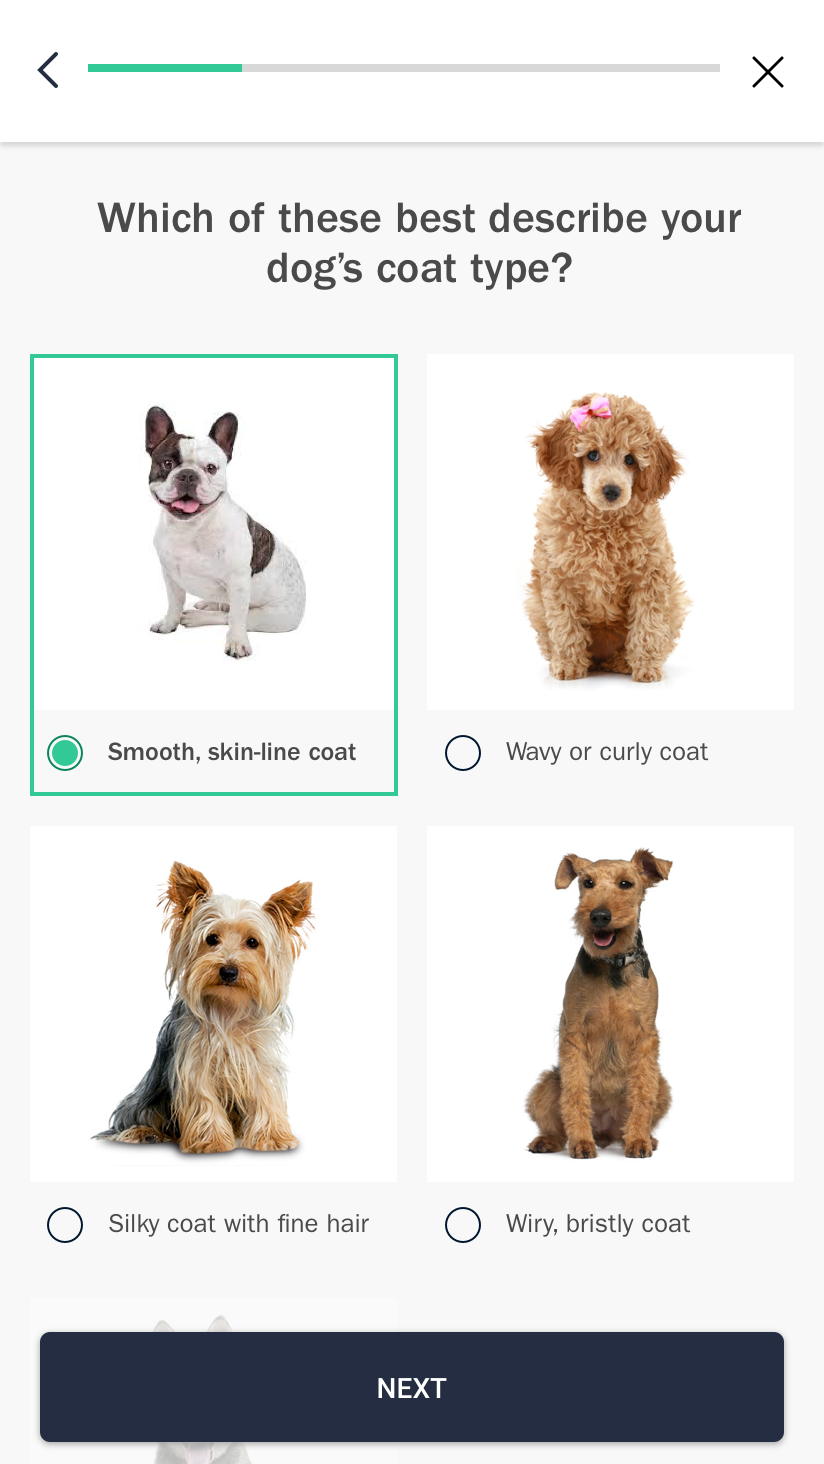 Which of these best describe your
dog’s coat type?
Smooth, skin-line coat
Wavy or curly coat
Silky coat with fine hair
Wiry, bristly coat
NEXT